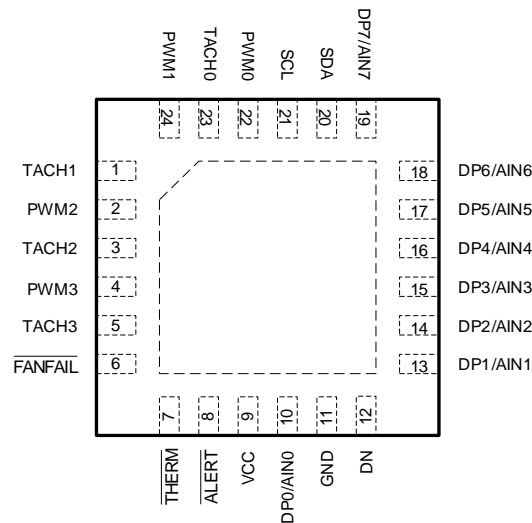 PWM1
TACH0
PWM0
SCL
SDA
DP7/AIN7
24
23
22
21
20
19
TACH1
1
18
DP6/AIN6
PWM2
2
17
DP5/AIN5
TACH2
3
16
DP4/AIN4
PWM3
4
15
DP3/AIN3
TACH3
5
14
DP2/AIN2
FANFAIL
6
13
DP1/AIN1
7
8
9
10
11
12
THERM
ALERT
VCC
DP0/AIN0
GND
DN